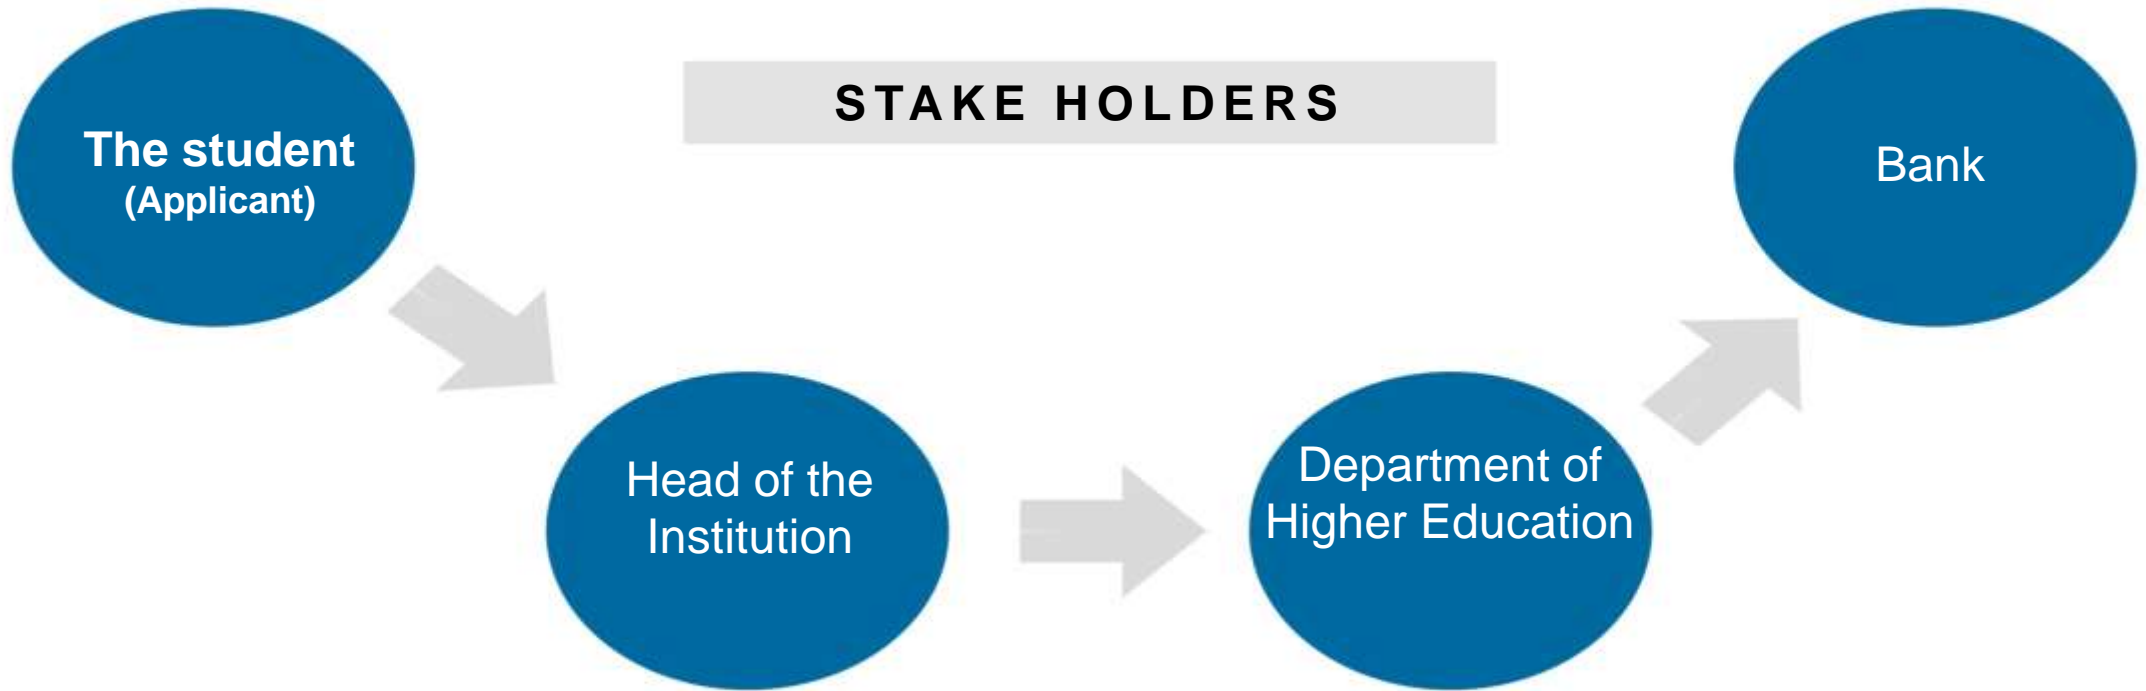 STAKE HOLDERS
The student
(Applicant)
Head of the
Institution
Department of
Higher Education
Bank